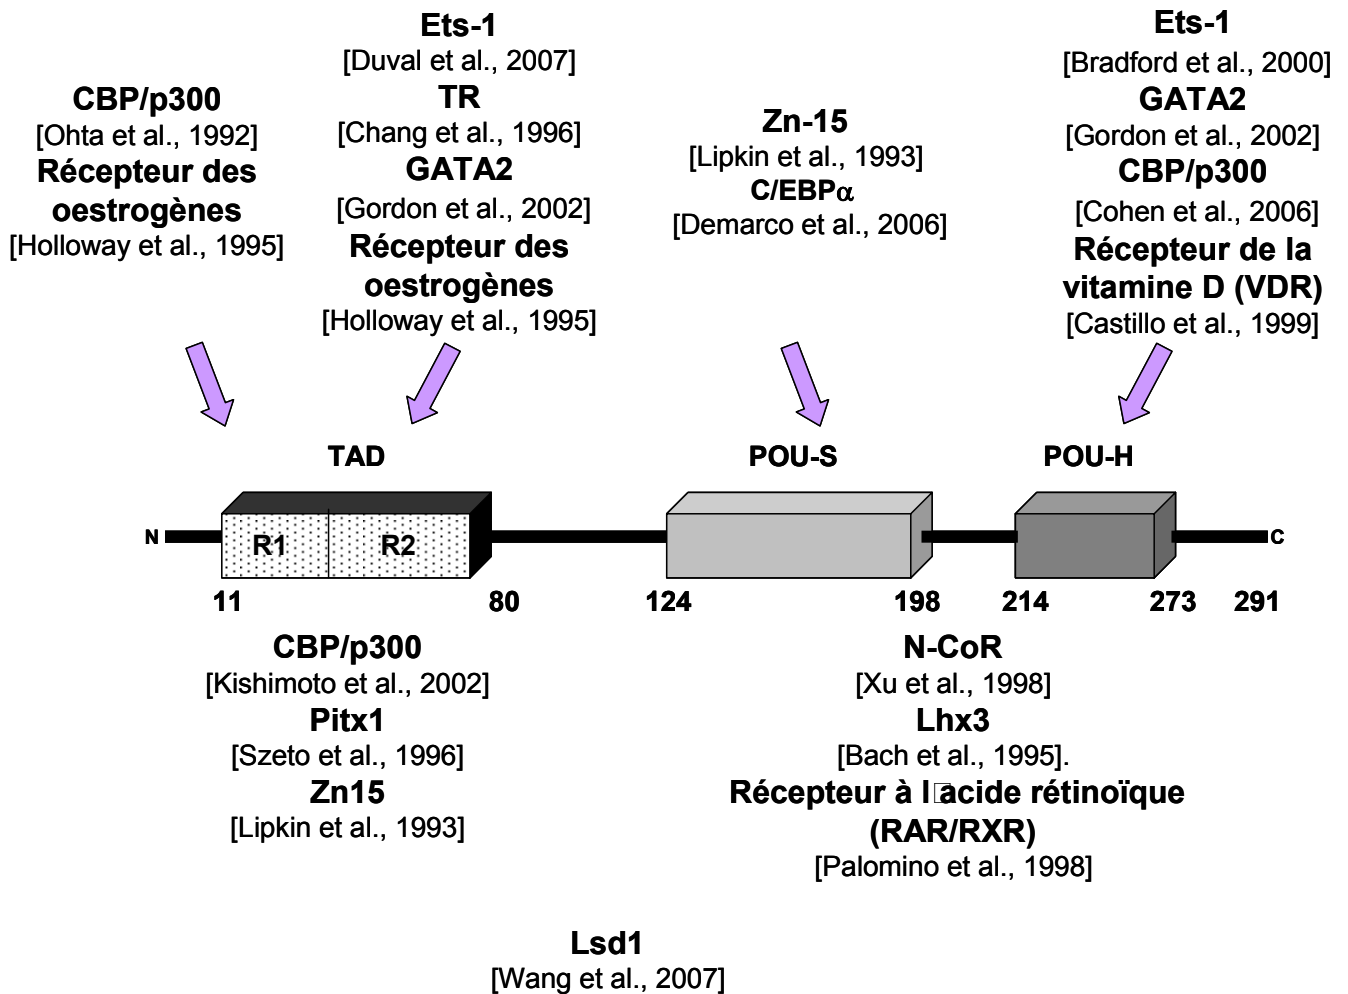 CBP/p300
[Ohta et al., 1992]
Récepteur des
oestrogènes
[Holloway et al., 1995]
Ets-1
[Duval et al., 2007]
TR
[Chang et al., 1996]
GATA2
[Gordon et al., 2002]
Récepteur des
oestrogènes
[Holloway et al., 1995]
Zn-15
[Lipkin et al., 1993]
C/EBPα
[Demarco et al., 2006]
Ets-1
[Bradford et al., 2000]
GATA2
[Gordon et al., 2002]
CBP/p300
[Cohen et al., 2006]
Récepteur de la
vitamine D (VDR)
[Castillo et al., 1999]
TAD POU-S POU-H
N R1 R2 C
11 80 124 198 214 273 291
CBP/p300
[Kishimoto et al., 2002]
Pitx1
[Szeto et al., 1996]
Zn15
[Lipkin et al., 1993]
N-CoR
[Xu et al., 1998]
Lhx3
[Bach et al., 1995].
Récepteur à l□acide rétinoïque
(RAR/RXR)
[Palomino et al., 1998]
Lsd1
[Wang et al., 2007]